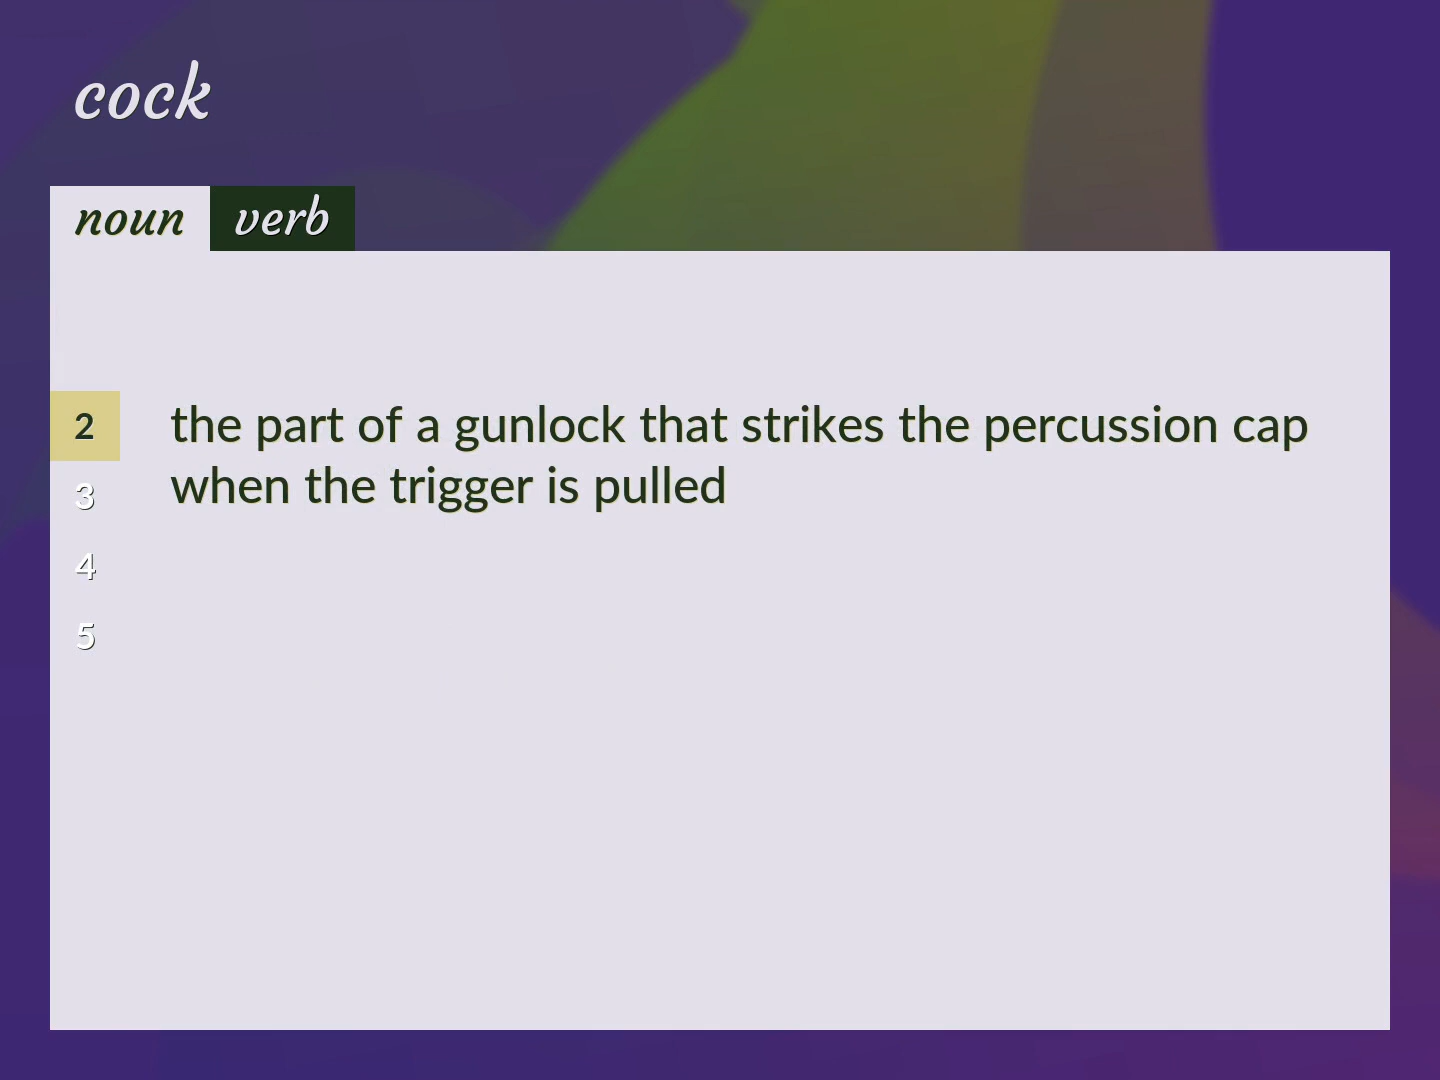 cock
noun verb
2 the part of a gunlock that strikes the percussion cap
3 when the trigger is pulled
4
5